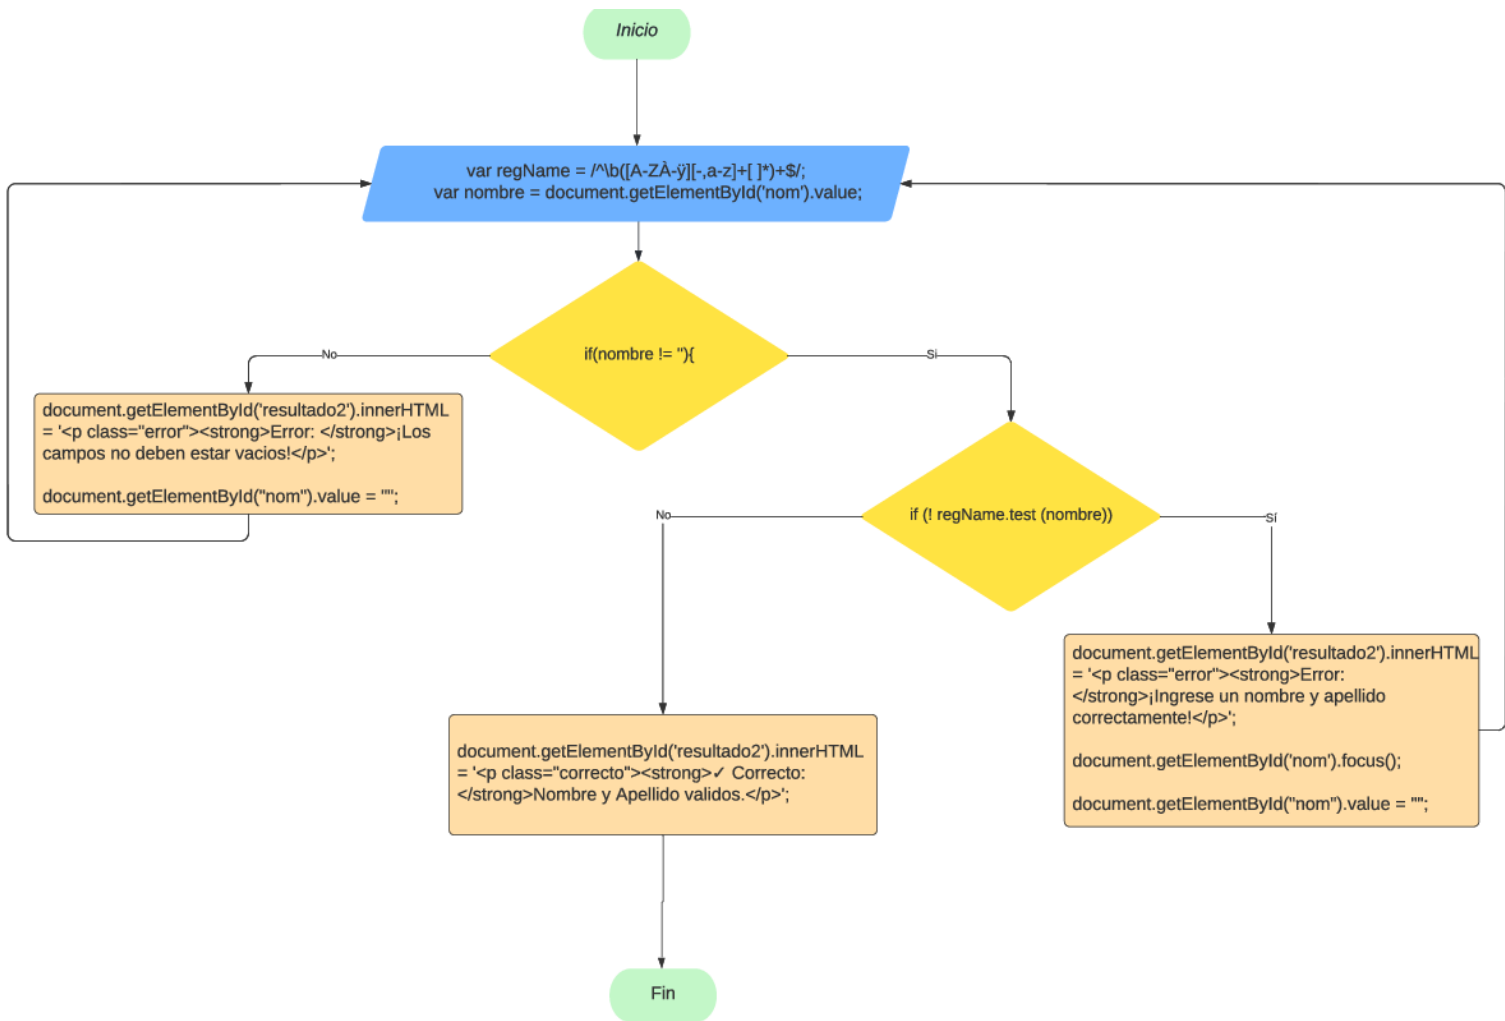 Inicio
var regName = /^\b([A-ZÀ-ÿ][-,a-z]+[ ]*)+$/;
var nombre = document.getElementById('nom').value;
if(nombre != ''){
No
Si
document.getElementById('resultado2').innerHTML
= '<p class="error"><strong>Error: </strong>¡Los
campos no deben estar vacios!</p>';
document.getElementById("nom").value = "";
if (! regName.test (nombre))
No
Sí
document.getElementById('resultado2').innerHTML
= '<p class="error"><strong>Error:
</strong>¡Ingrese un nombre y apellido
correctamente!</p>';
document.getElementById('nom').focus();
document.getElementById("nom").value = "";
document.getElementById('resultado2').innerHTML
= '<p class="correcto"><strong>✓ Correcto:
</strong>Nombre y Apellido validos.</p>';
Fin